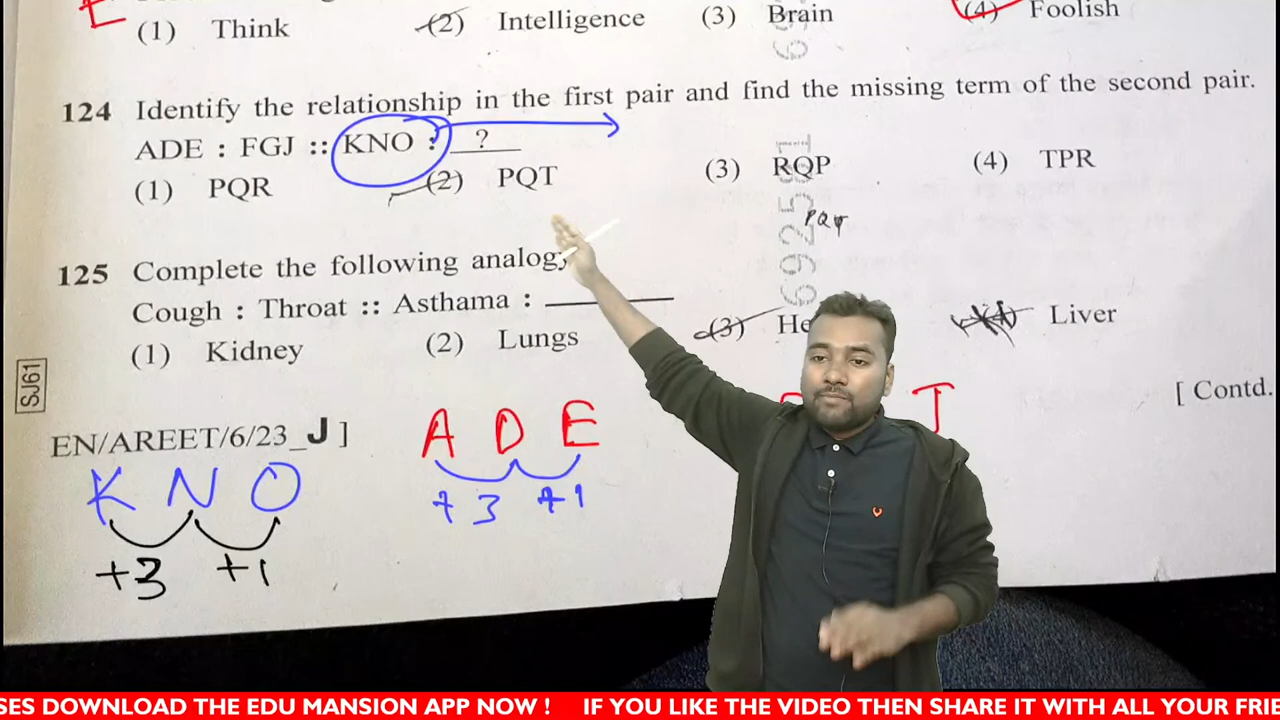 (1) Think (2) Intelligence (3) Brain (4) Foolish
124 Identify the relationship in the first pair and find the missing term of the second pair.
ADE : FGJ :: KNO : ?
(1) PQR (2) PQT (3) RQP (4) TPR
PQT
125 Complete the following analogy
Cough : Throat :: Asthama :
(1) Kidney (2) Lungs (3) He (4) Liver
SJ61
[ Contd.
EN/AREET/6/23_J ]
A D E
+3 +1
J
K N O
+3 +1
SES DOWNLOAD THE EDU MANSION APP NOW ! IF YOU LIKE THE VIDEO THEN SHARE IT WITH ALL YOUR FRIE